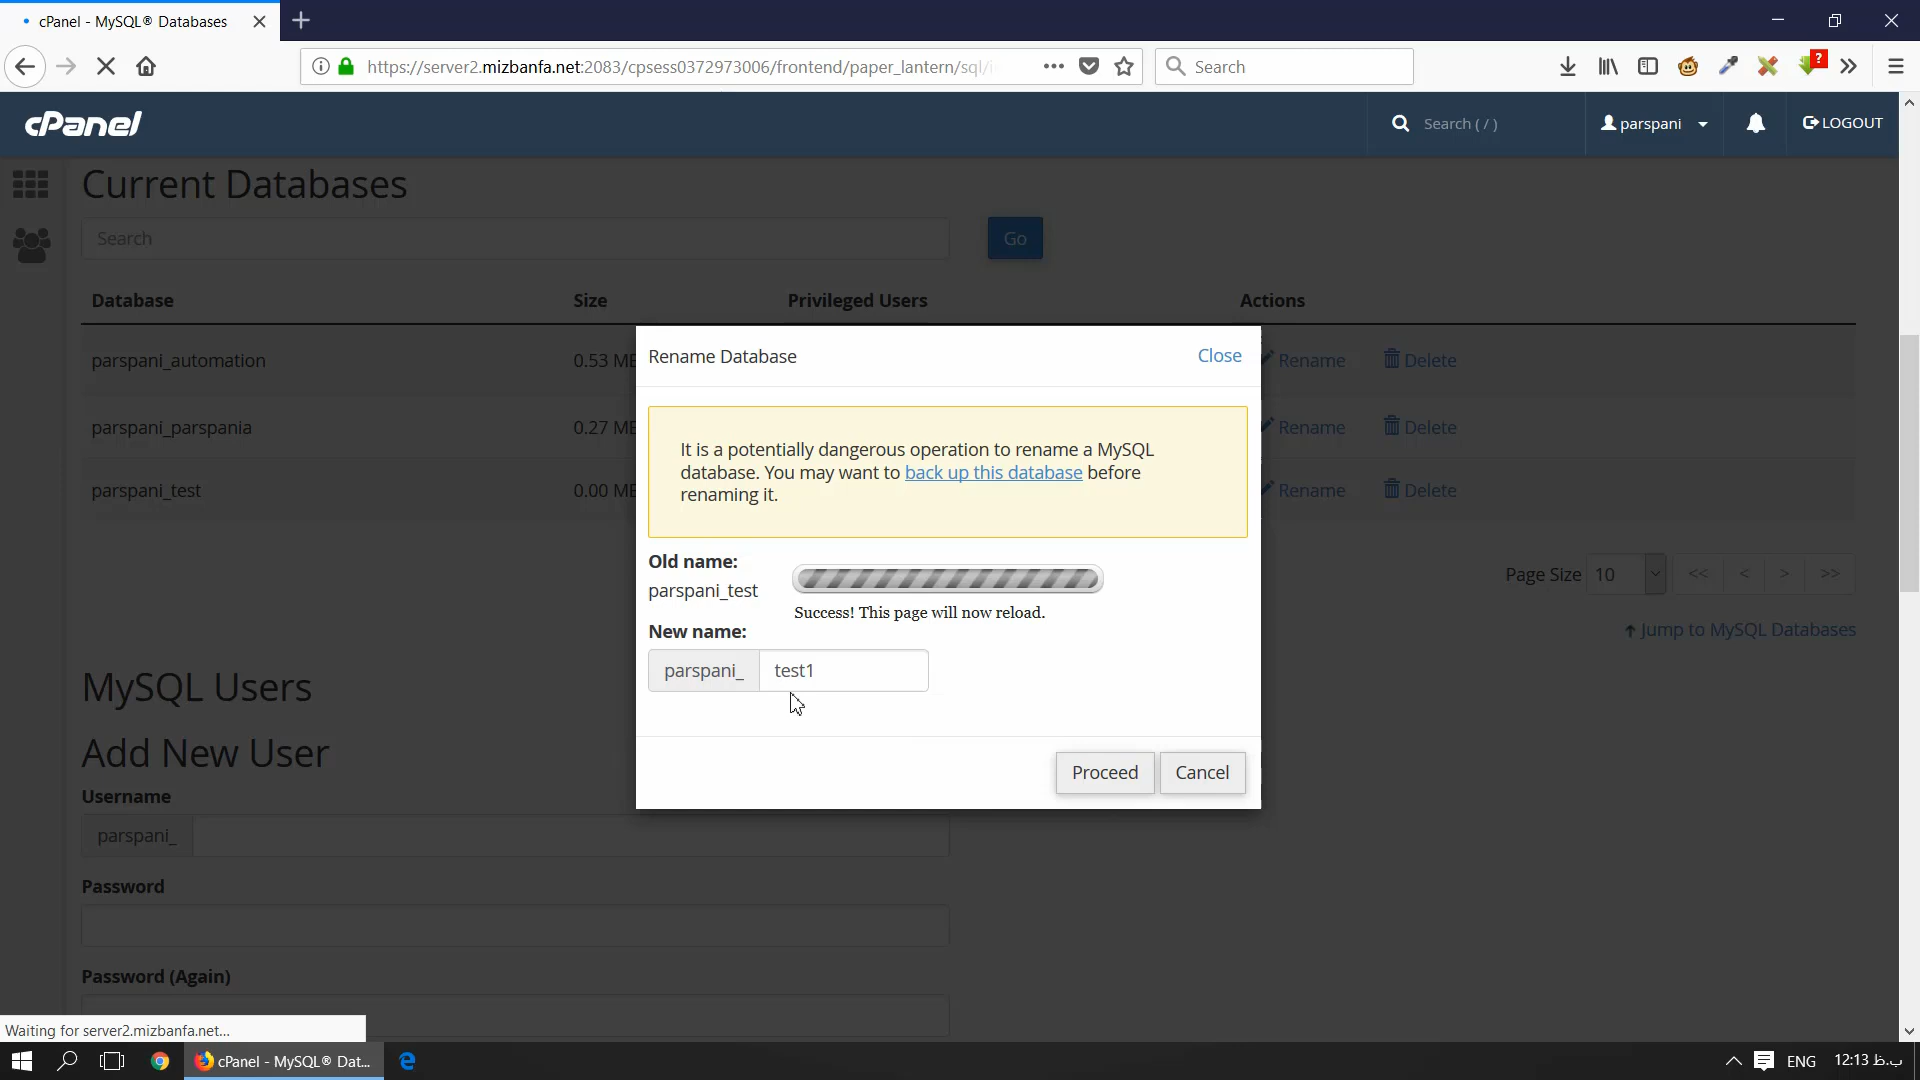 cPanel - MySQL® Databases
https://server2.mizbanfa.net:2083/cpsess0372973006/frontend/paper_lantern/sql/i
Search
?
cPanel
Search ( / )
parspani
LOGOUT
Current Databases
Search
Go
Database
Size
Privileged Users
Actions
parspani_automation
0.53 ME
Rename
Delete
parspani_parspania
0.27 ME
Rename
Delete
parspani_test
0.00 ME
Rename
Delete
Page Size
10
<<
<
>
>>
Jump to MySQL Databases
Rename Database
Close
It is a potentially dangerous operation to rename a MySQL
database. You may want to back up this database before
renaming it.
Old name:
parspani_test
Success! This page will now reload.
New name:
parspani_
test1
Proceed
Cancel
MySQL Users
Add New User
Username
parspani_
Password
Password (Again)
Waiting for server2.mizbanfa.net...
cPanel - MySQL® Dat...
ENG
12:13 ب.ظ